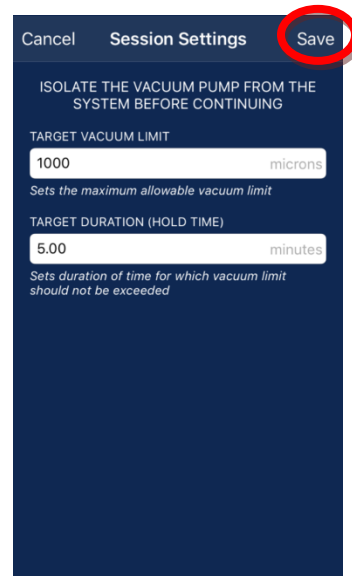 Cancel Session Settings Save
ISOLATE THE VACUUM PUMP FROM THE
SYSTEM BEFORE CONTINUING
TARGET VACUUM LIMIT
1000 microns
Sets the maximum allowable vacuum limit
TARGET DURATION (HOLD TIME)
5.00 minutes
Sets duration of time for which vacuum limit
should not be exceeded